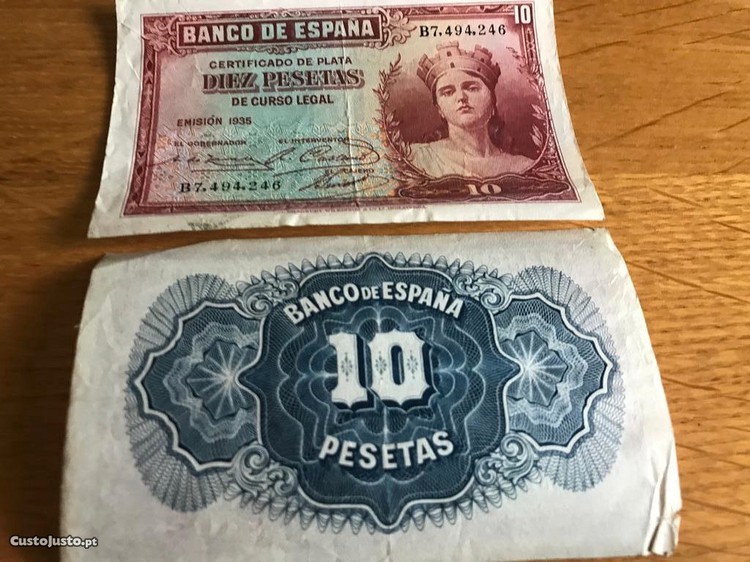 BANCO DE ESPAÑA
B7,494,246
10
CERTIFICADO DE PLATA
DIEZ PESETAS
DE CURSO LEGAL
EMISIÓN 1935
EL GOBERNADOR
EL INTERVENTOR
CAJERO
B7,494,246
10
BANCO DE ESPAÑA
10
PESETAS
CustoJusto.pt